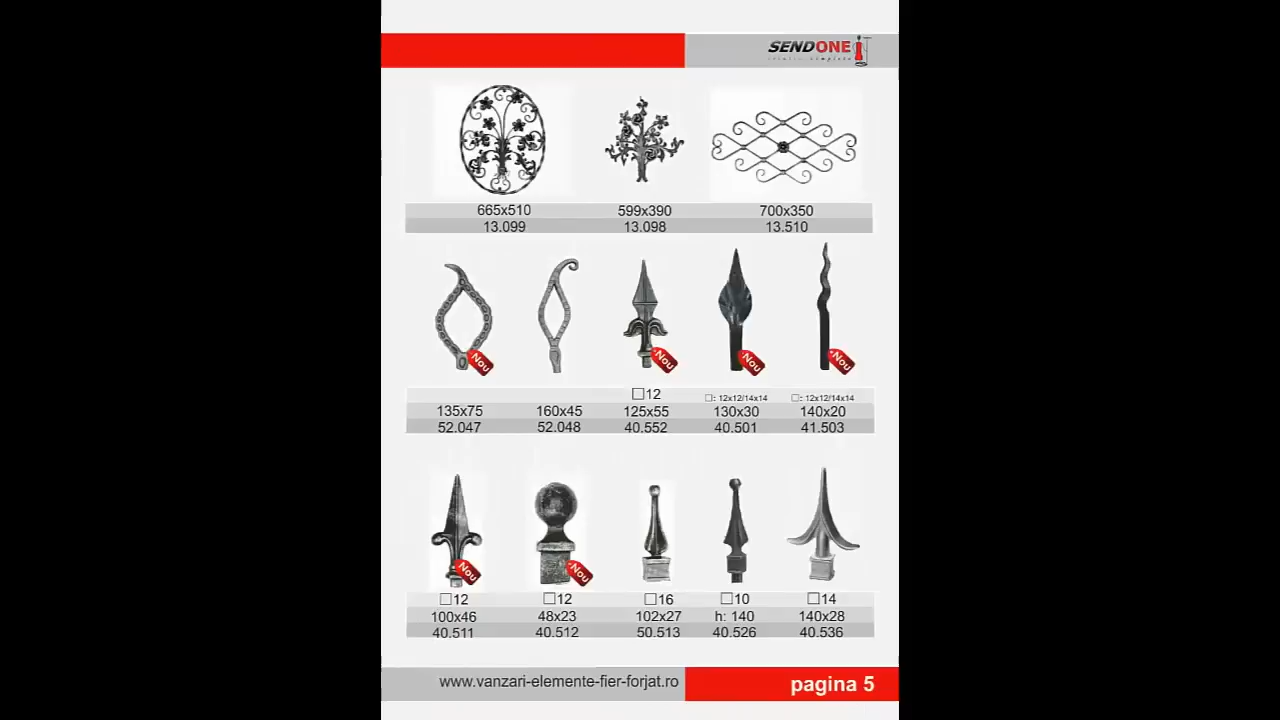 SENDONE
665x510 599x390 700x350
13.099 13.098 13.510
Nou Nou Nou Nou
□12 □: 12x12/14x14 □: 12x12/14x14
135x75 160x45 125x55 130x30 140x20
52.047 52.048 40.552 40.501 41.503
Nou Nou
□12 □12 □16 □10 □14
100x46 48x23 102x27 h: 140 140x28
40.511 40.512 50.513 40.526 40.536
www.vanzari-elemente-fier-forjat.ro pagina 5